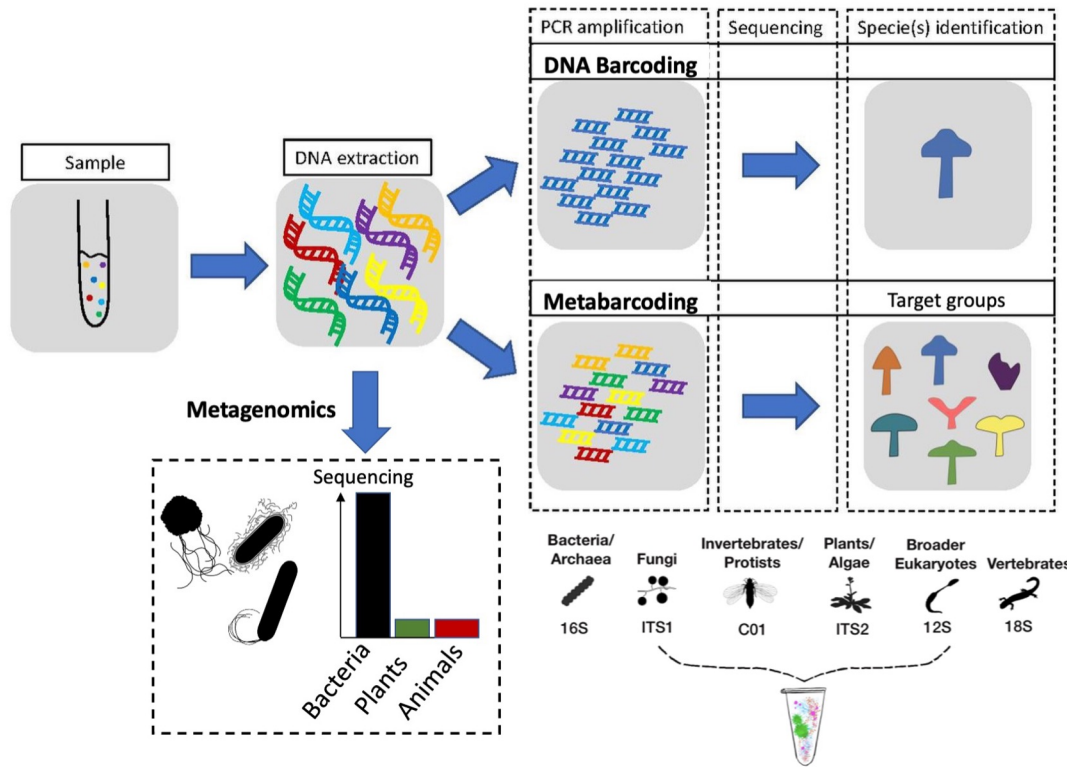 PCR amplification
Sequencing
Specie(s) identification
DNA Barcoding
Sample
DNA extraction
Metabarcoding
Target groups
Metagenomics
Sequencing
Bacteria
Plants
Animals
Bacteria/
Archaea
16S
Fungi
ITS1
Invertebrates/
Protists
C01
Plants/
Algae
ITS2
Broader
Eukaryotes
12S
Vertebrates
18S